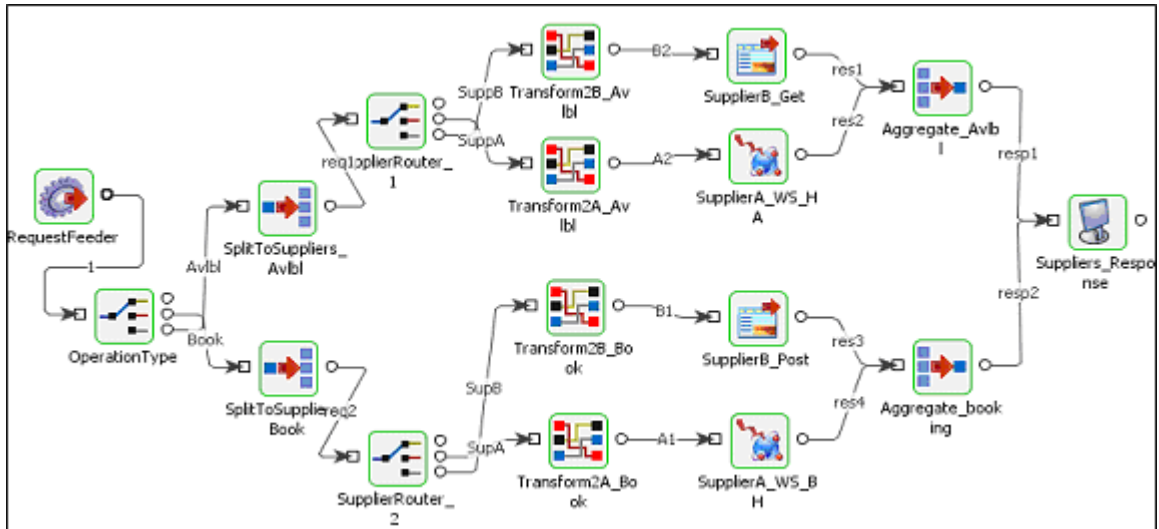 RequestFeeder
1
OperationType
Avlbl
Book
SplitToSuppliers_
Avlbl
req1
pplierRouter_
1
SuppB
SuppA
Transform2B_Av
lbl
B2
SupplierB_Get
res1
Transform2A_Av
lbl
A2
SupplierA_WS_H
A
res2
Aggregate_Avlb
l
resp1
Suppliers_Respo
nse
resp2
SplitToSupplie
Book
req2
SupplierRouter_
2
SupB
SupA
Transform2B_Bo
ok
B1
SupplierB_Post
res3
Transform2A_Bo
ok
A1
SupplierA_WS_B
H
res4
Aggregate_book
ing